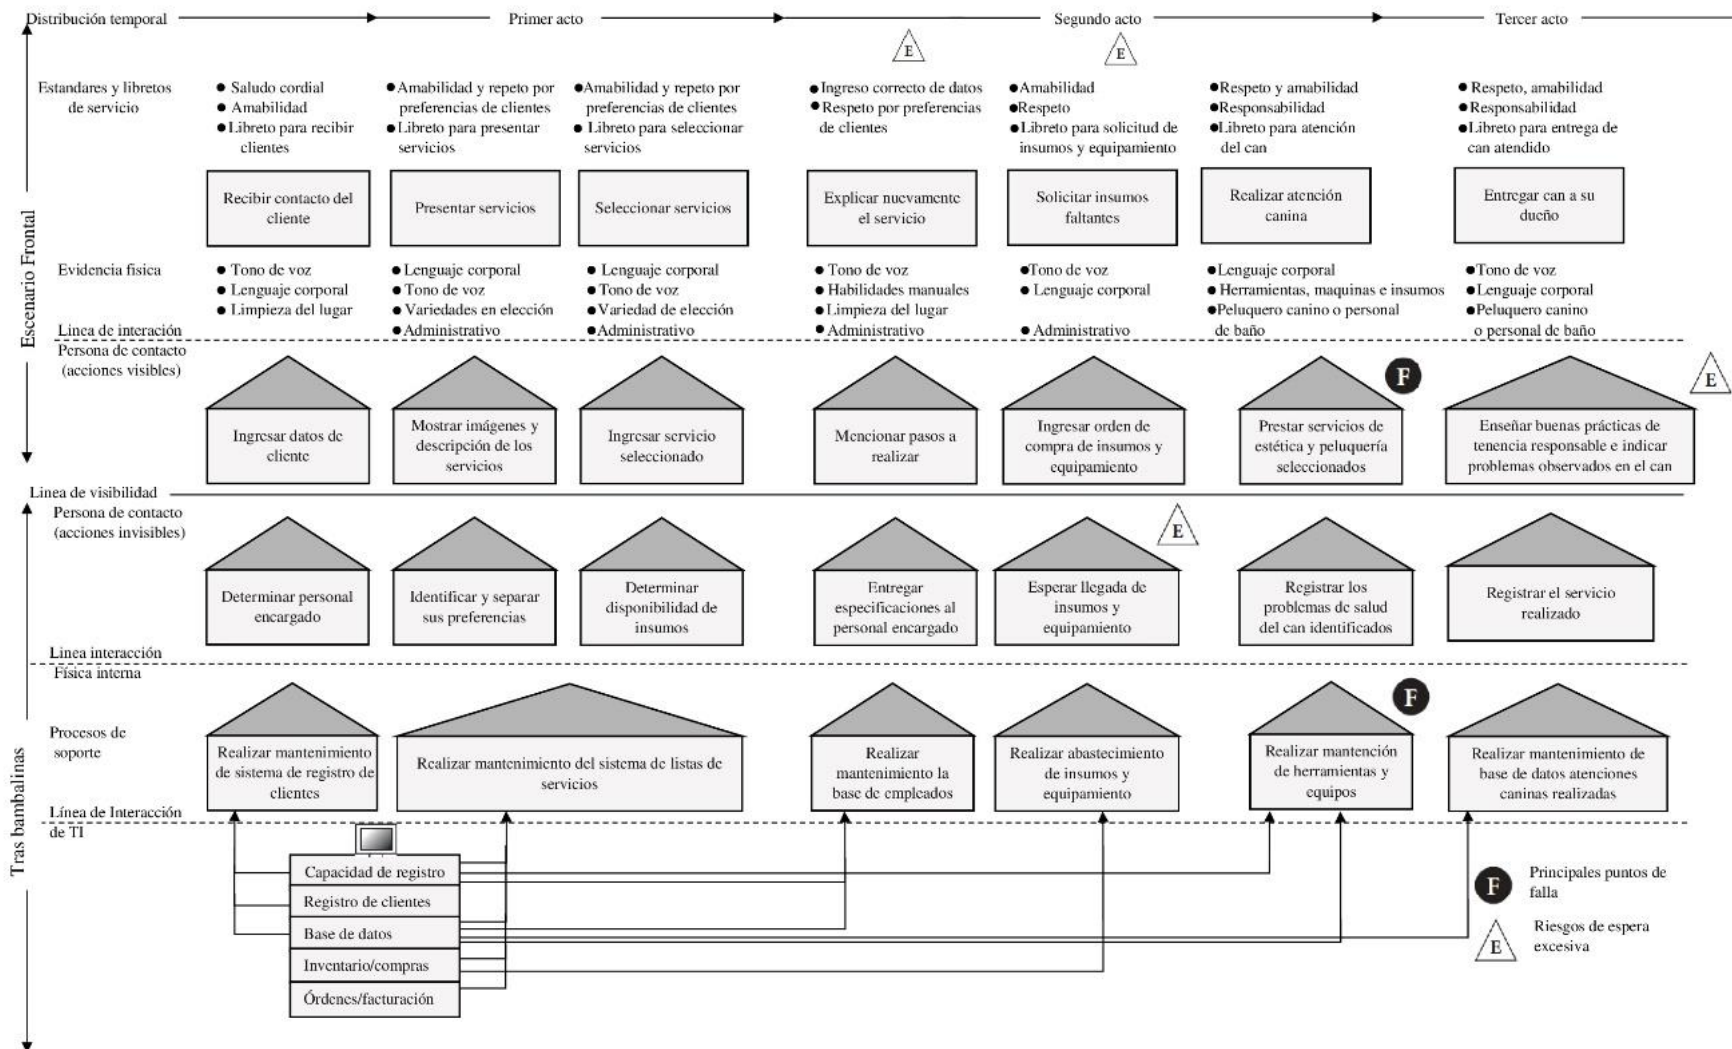 Distribución temporal
Primer acto
Segundo acto
Tercer acto
E
E
Escenario Frontal
Estandares y libretos
de servicio
● Saludo cordial
● Amabilidad
● Libreto para recibir
clientes
● Amabilidad y repeto por
preferencias de clientes
● Libreto para presentar
servicios
● Amabilidad y repeto por
preferencias de clientes
● Libreto para seleccionar
servicios
● Ingreso correcto de datos
● Respeto por preferencias
de clientes
● Amabilidad
● Respeto
● Libreto para solicitud de
insumos y equipamiento
● Respeto y amabilidad
● Responsabilidad
● Libreto para atención
del can
● Respeto, amabilidad
● Responsabilidad
● Libreto para entrega de
can atendido
Recibir contacto del
cliente
Presentar servicios
Seleccionar servicios
Explicar nuevamente
el servicio
Solicitar insumos
faltantes
Realizar atención
canina
Entregar can a su
dueño
Evidencia fisica
● Tono de voz
● Lenguaje corporal
● Limpieza del lugar
● Lenguaje corporal
● Tono de voz
● Variedades en elección
● Administrativo
● Lenguaje corporal
● Tono de voz
● Variedad de elección
● Administrativo
● Tono de voz
● Habilidades manuales
● Limpieza del lugar
● Administrativo
● Tono de voz
● Lenguaje corporal
● Administrativo
● Lenguaje corporal
● Herramientas, maquinas e insumos
● Peluquero canino o personal
de baño
● Tono de voz
● Lenguaje corporal
● Peluquero canino
o personal de baño
Linea de interación
Persona de contacto
(acciones visibles)
F
E
Ingresar datos de
cliente
Mostrar imágenes y
descripción de los
servicios
Ingresar servicio
seleccionado
Mencionar pasos a
realizar
Ingresar orden de
compra de insumos y
equipamiento
Prestar servicios de
estética y peluquería
seleccionados
Enseñar buenas prácticas de
tenencia responsable e indicar
problemas observados en el can
Linea de visibilidad
Persona de contacto
(acciones invisibles)
E
Determinar personal
encargado
Identificar y separar
sus preferencias
Determinar
disponibilidad de
insumos
Entregar
especificaciones al
personal encargado
Esperar llegada de
insumos y
equipamiento
Registrar los
problemas de salud
del can identificados
Registrar el servicio
realizado
Linea interacción
Física interna
Tras bambalinas
F
Procesos de
soporte
Realizar mantenimiento
de sistema de registro de
clientes
Realizar mantenimiento del sistema de listas de
servicios
Realizar
mantenimiento la
base de empleados
Realizar abastecimiento
de insumos y
equipamiento
Realizar mantención
de herramientas y
equipos
Realizar mantenimiento de
base de datos atenciones
caninas realizadas
Línea de Interacción
de TI
Capacidad de registro
Registro de clientes
Base de datos
Inventario/compras
Órdenes/facturación
F
Principales puntos de
falla
E
Riesgos de espera
excesiva